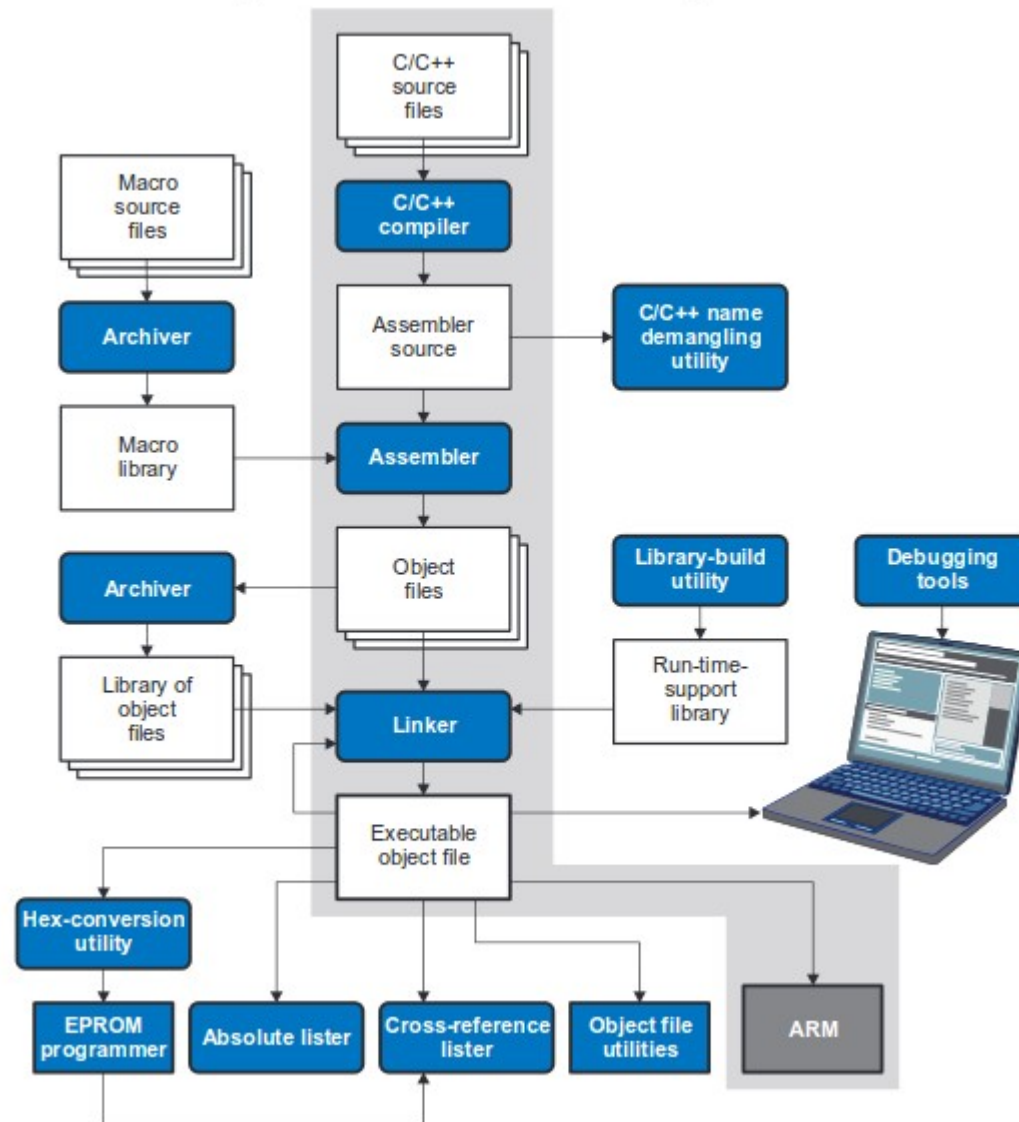 C/C++
source
files
Macro
source
files
C/C++
compiler
Archiver
Assembler
source
C/C++ name
demangling
utility
Macro
library
Assembler
Archiver
Object
files
Library-build
utility
Debugging
tools
Library of
object
files
Linker
Run-time-
support
library
Executable
object file
Hex-conversion
utility
EPROM
programmer
Absolute lister
Cross-reference
lister
Object file
utilities
ARM